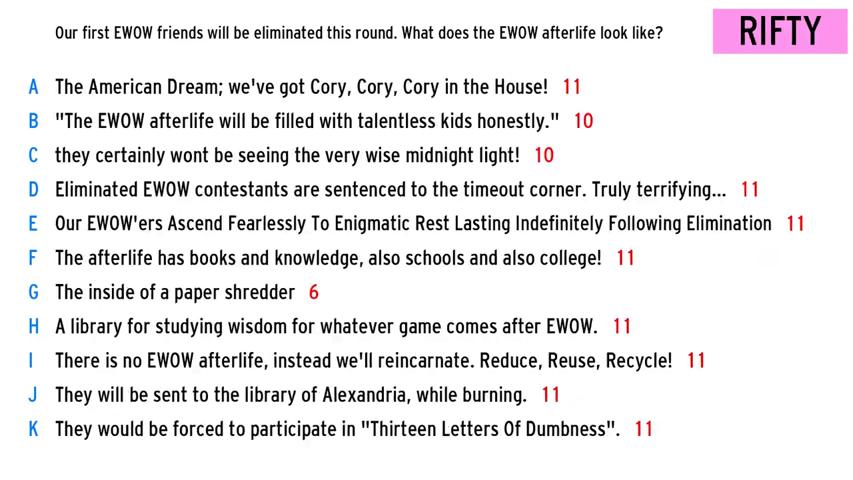 Our first EWOW friends will be eliminated this round. What does the EWOW afterlife look like?
RIFTY
A The American Dream; we've got Cory, Cory, Cory in the House! 11
B "The EWOW afterlife will be filled with talentless kids honestly." 10
C they certainly wont be seeing the very wise midnight light! 10
D Eliminated EWOW contestants are sentenced to the timeout corner. Truly terrifying... 11
E Our EWOW'ers Ascend Fearlessly To Enigmatic Rest Lasting Indefinitely Following Elimination 11
F The afterlife has books and knowledge, also schools and also college! 11
G The inside of a paper shredder 6
H A library for studying wisdom for whatever game comes after EWOW. 11
I There is no EWOW afterlife, instead we'll reincarnate. Reduce, Reuse, Recycle! 11
J They will be sent to the library of Alexandria, while burning. 11
K They would be forced to participate in "Thirteen Letters Of Dumbness". 11